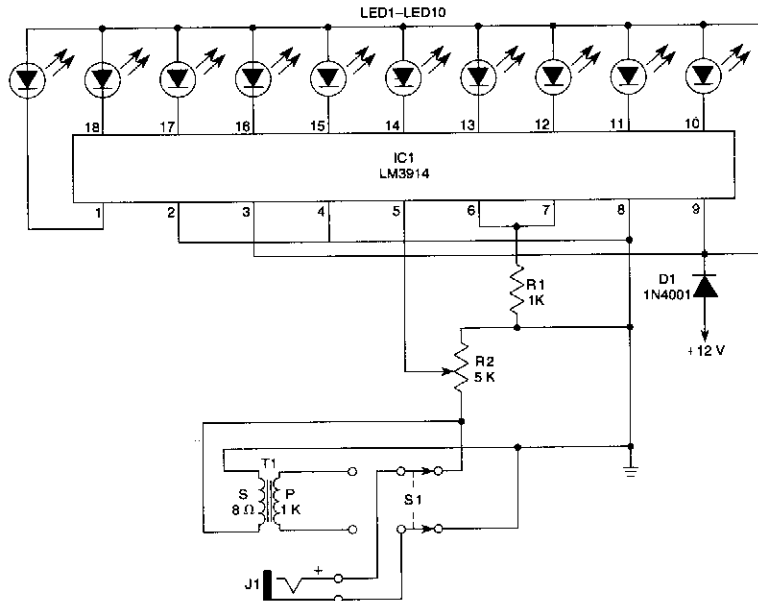 LED1–LED10
18 17 16 15 14 13 12 11 10
IC1
LM3914
1 2 3 4 5 6 7 8 9
R1
1K
D1
1N4001
+12 V
R2
5 K
T1
S P
8 Ω 1 K
S1
J1 +